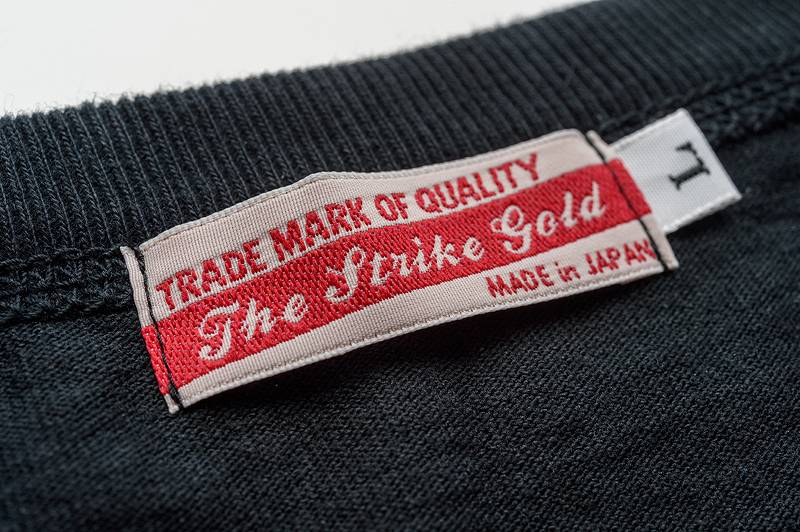 TRADE MARK OF QUALITY
The Strike Gold
MADE in JAPAN
L